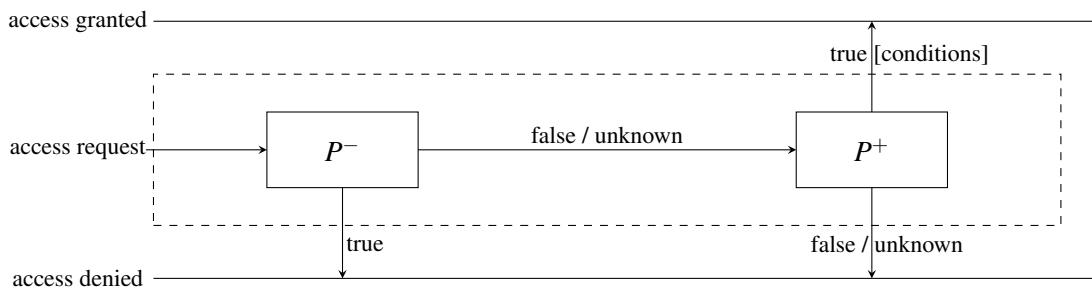 access granted
true [conditions]
access request
P⁻
false / unknown
P⁺
true
false / unknown
access denied